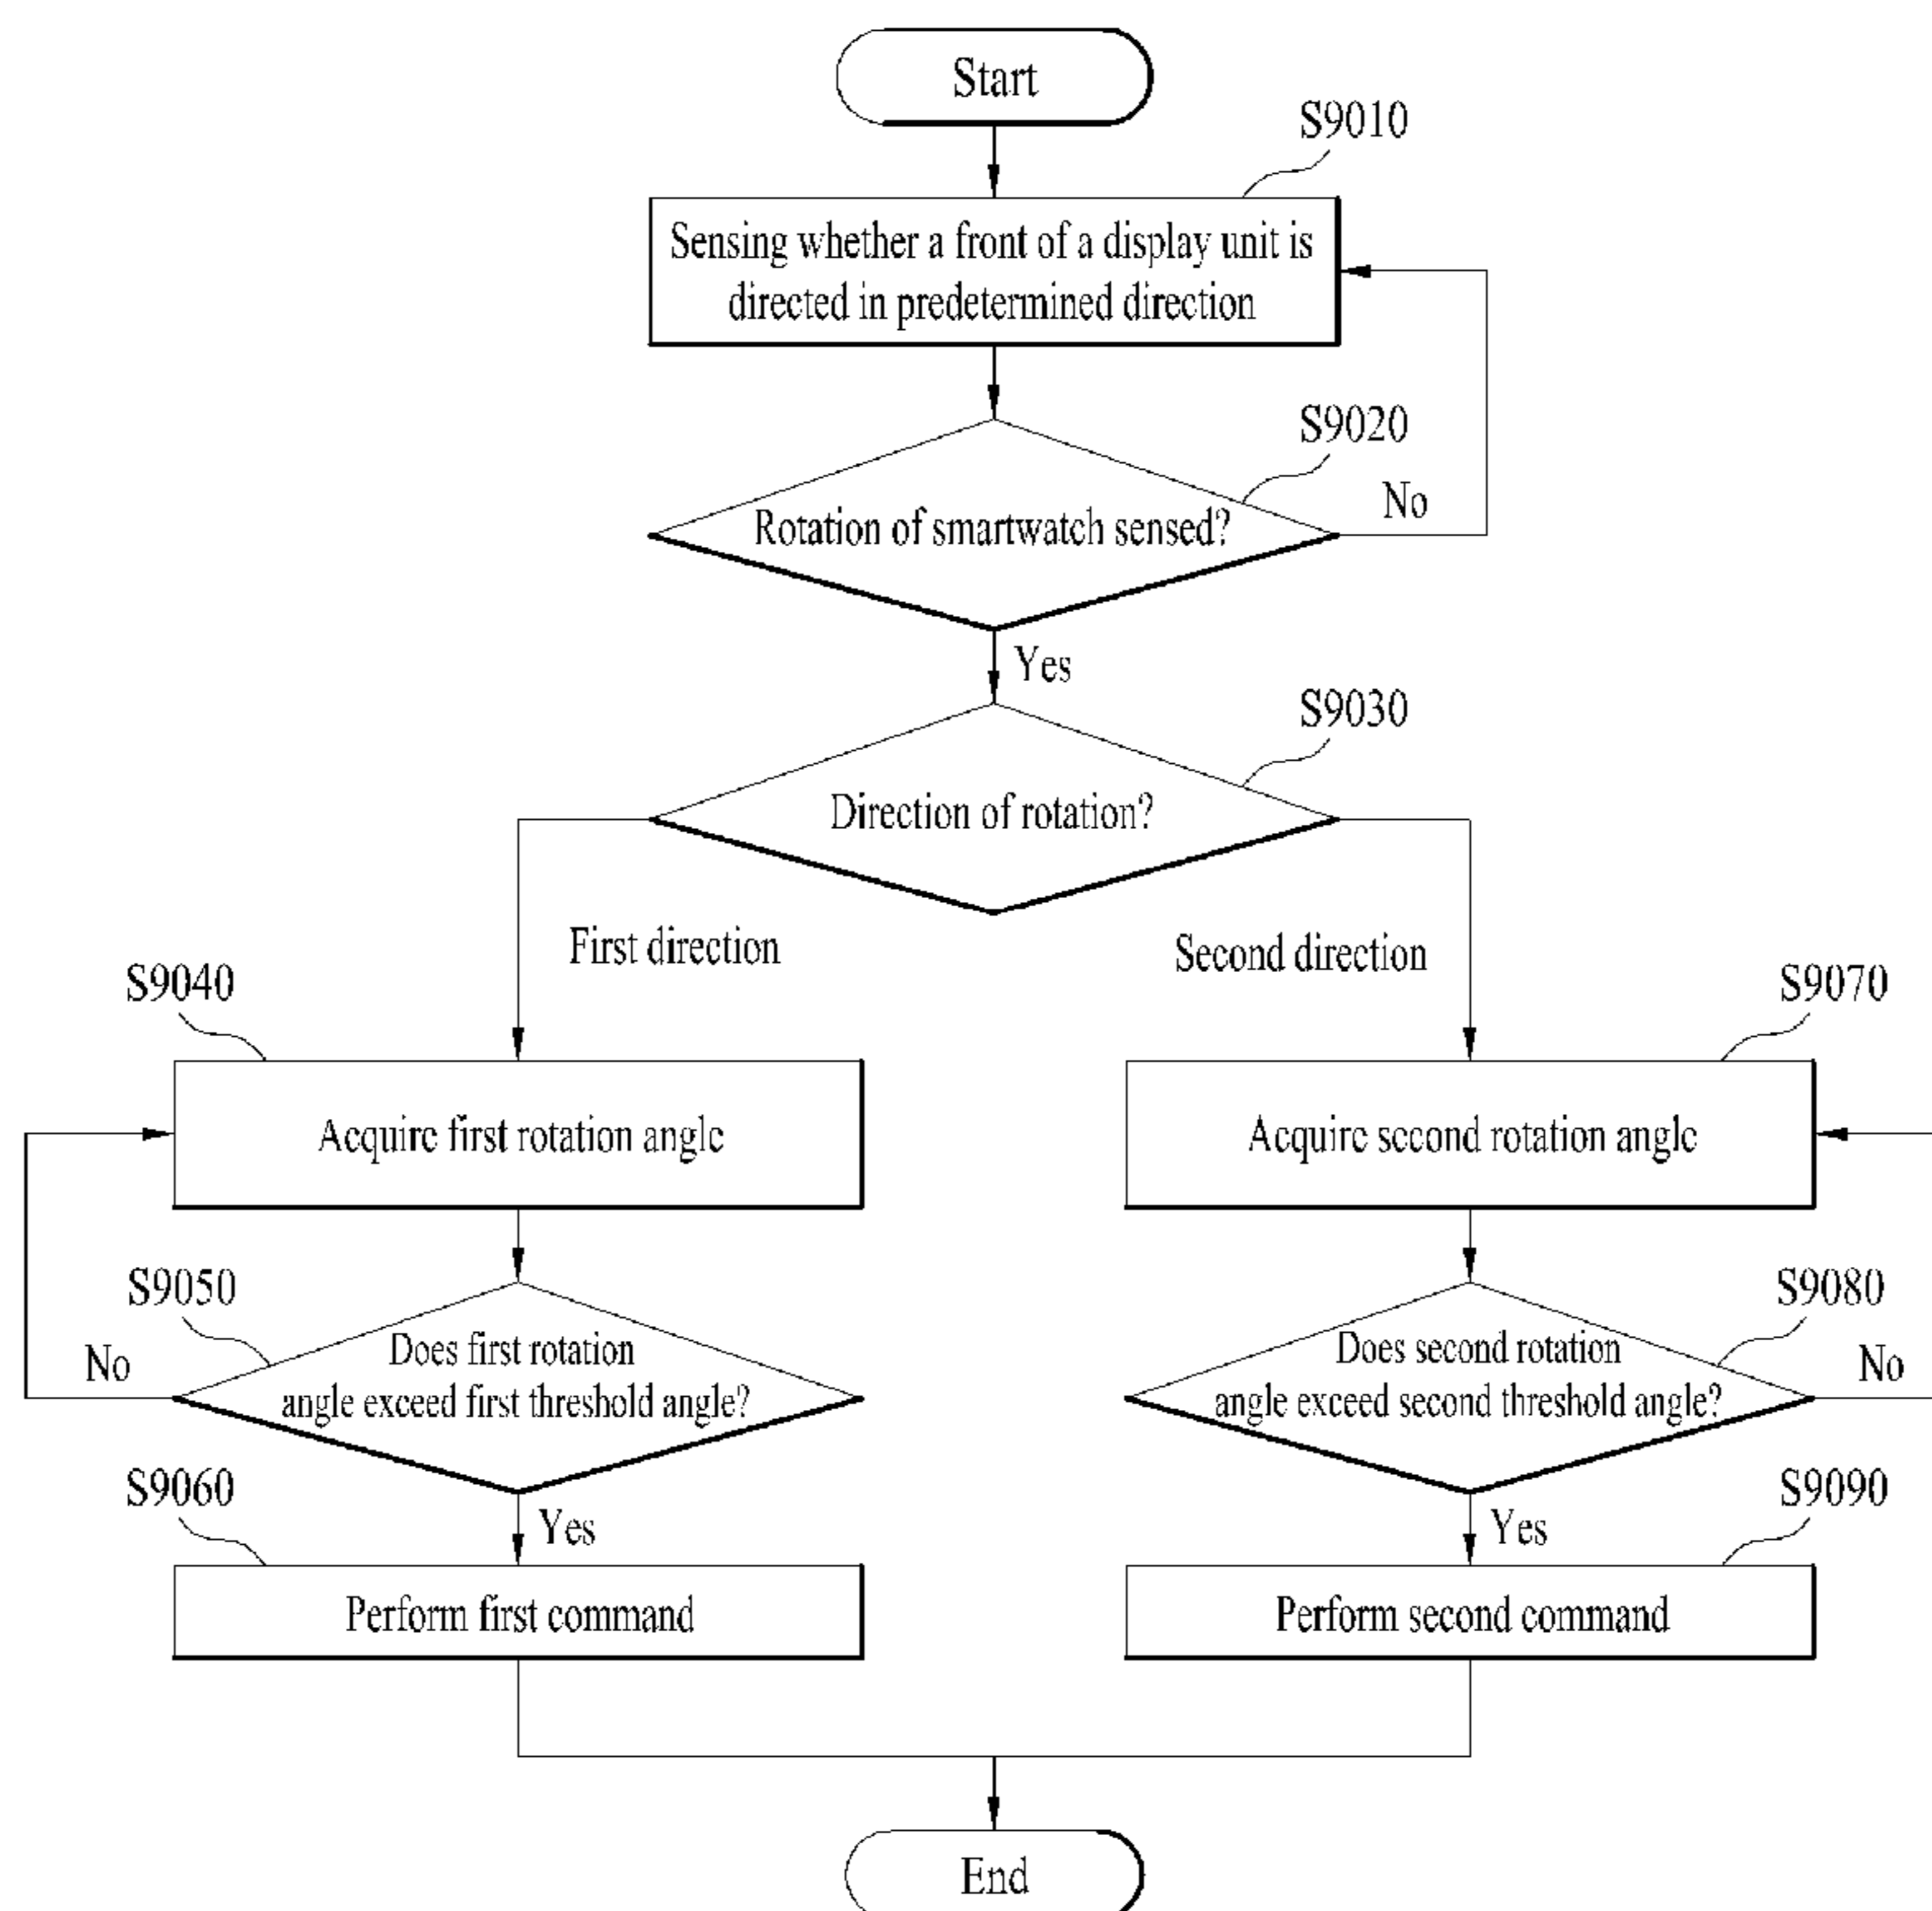 Start
S9010
Sensing whether a front of a display unit is
directed in predetermined direction
S9020
Rotation of smartwatch sensed?
No
Yes
S9030
Direction of rotation?
First direction
Second direction
S9040
S9070
Acquire first rotation angle
Acquire second rotation angle
S9050
S9080
Does first rotation
angle exceed first threshold angle?
Does second rotation
angle exceed second threshold angle?
No
No
S9060
S9090
Yes
Yes
Perform first command
Perform second command
End